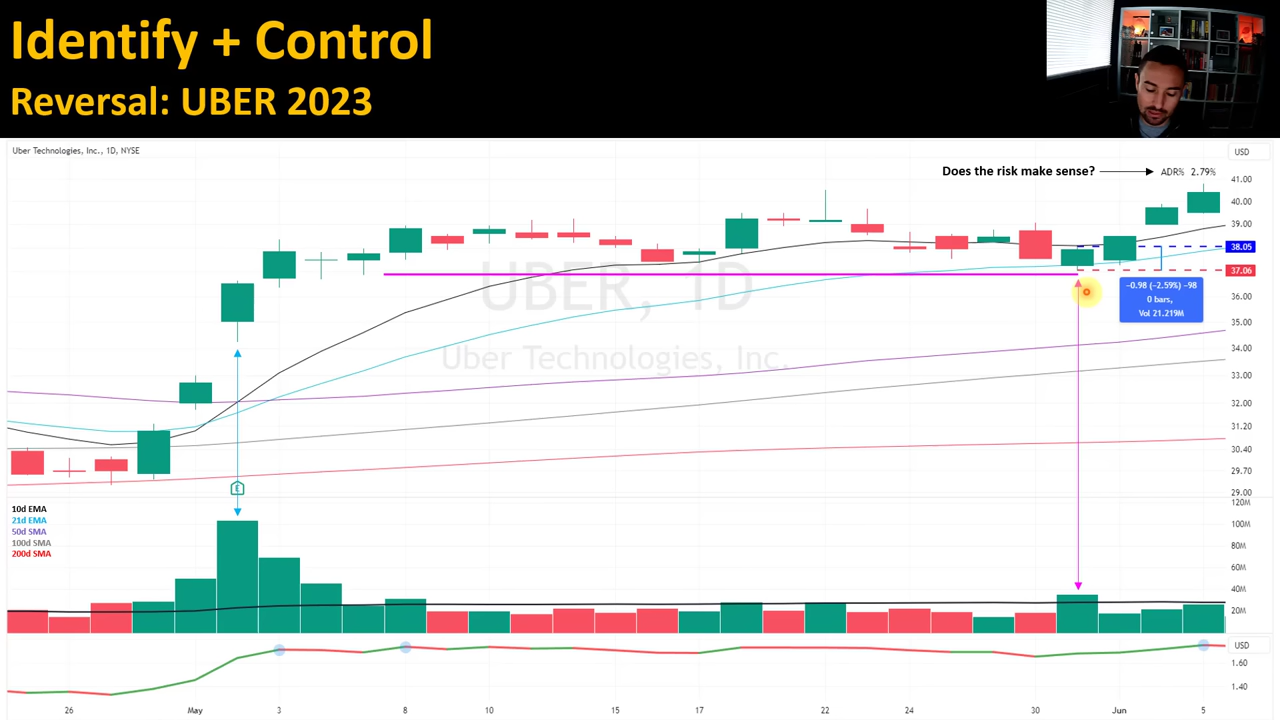 Identify + Control
Reversal: UBER 2023
Uber Technologies, Inc., 1D, NYSE
USD
Does the risk make sense?
ADR% 2.79%
41.00
40.00
39.00
38.05
37.06
36.00
35.00
34.00
33.00
32.00
31.20
30.40
29.70
29.00
UBER, 1D
Uber Technologies, Inc.
−0.98 (−2.59%) −98
0 bars,
Vol 21.219M
E
10d EMA
21d EMA
50d SMA
100d SMA
200d SMA
120M
100M
80M
60M
40M
20M
USD
1.60
1.40
26 May 3 8 10 15 17 22 24 30 Jun 5